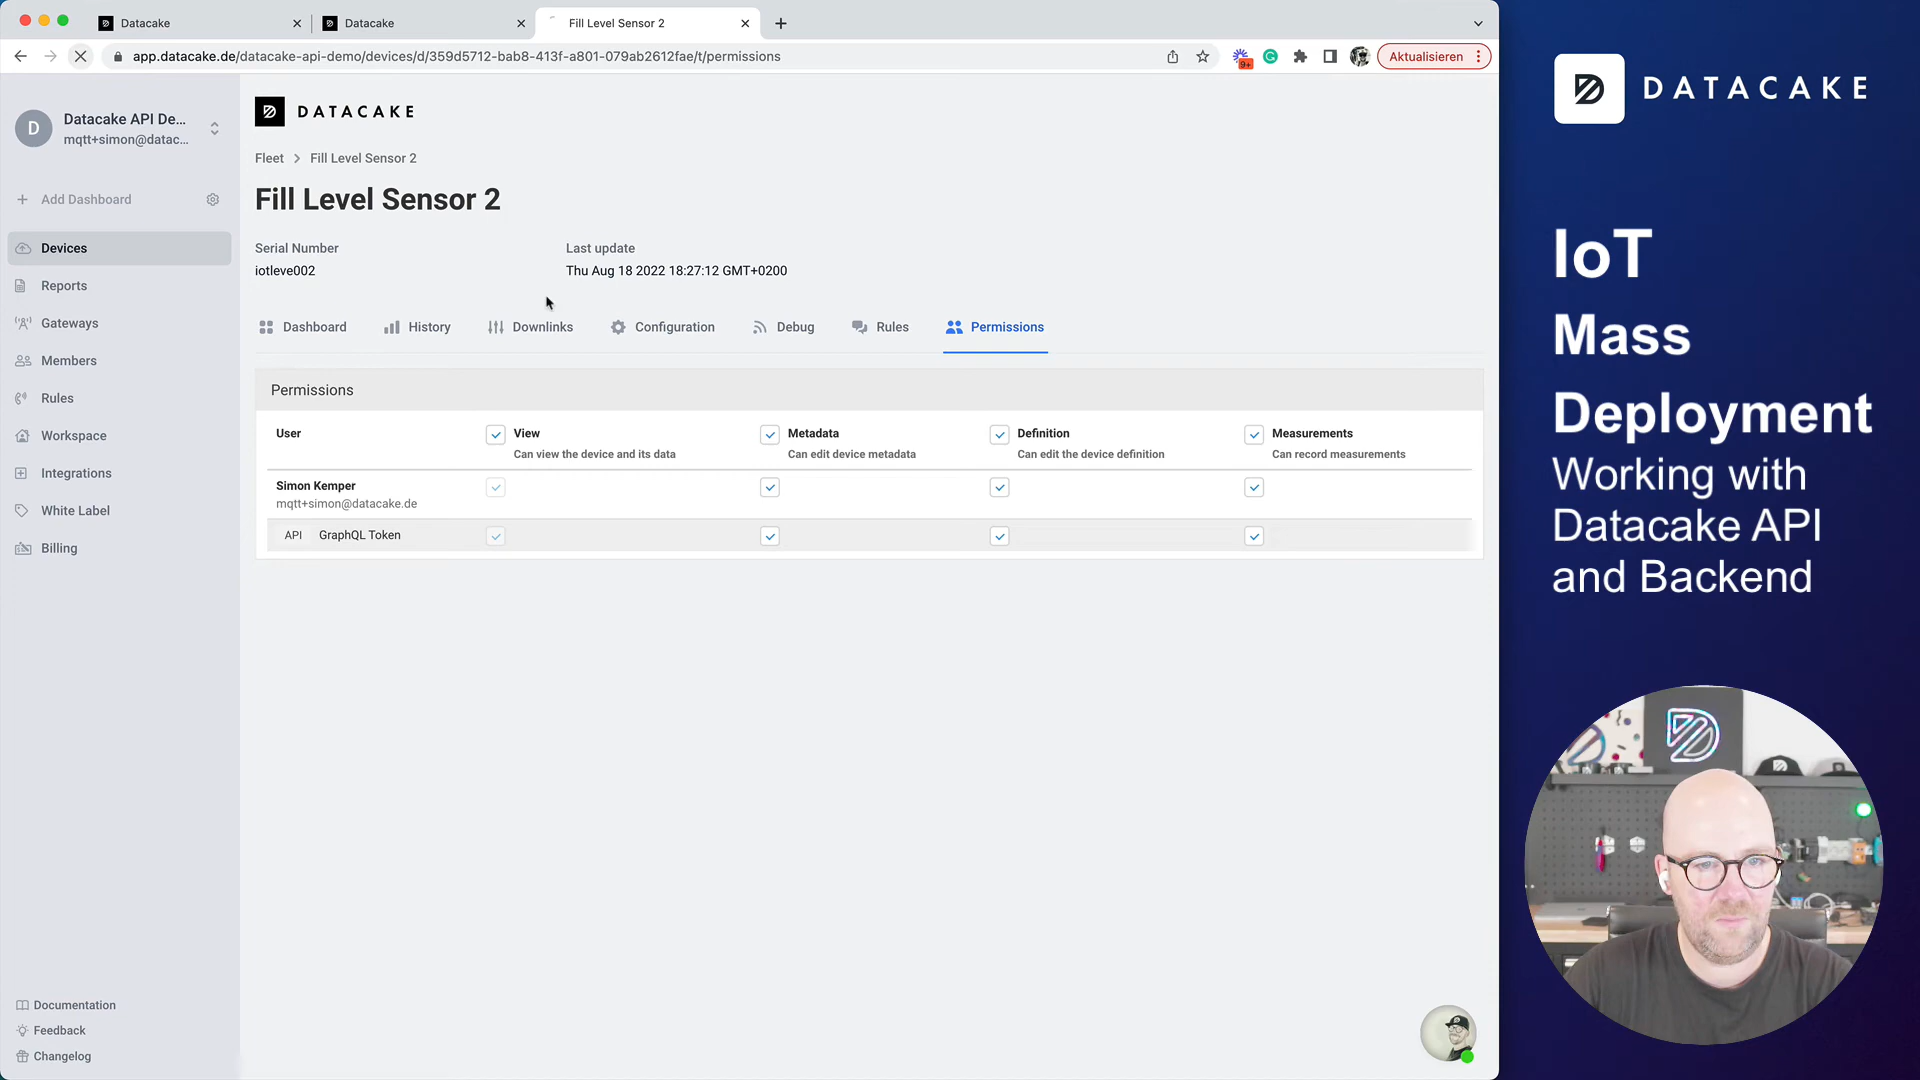 Datacake
Datacake
Fill Level Sensor 2
app.datacake.de/datacake-api-demo/devices/d/359d5712-bab8-413f-a801-079ab2612fae/t/permissions
9+
Aktualisieren
D
Datacake API De...
mqtt+simon@datac...
Add Dashboard
Devices
Reports
Gateways
Members
Rules
Workspace
Integrations
White Label
Billing
Documentation
Feedback
Changelog
DATACAKE
Fleet > Fill Level Sensor 2
Fill Level Sensor 2
Serial Number
iotleve002
Last update
Thu Aug 18 2022 18:27:12 GMT+0200
Dashboard
History
Downlinks
Configuration
Debug
Rules
Permissions
Permissions
User
View
Can view the device and its data
Metadata
Can edit device metadata
Definition
Can edit the device definition
Measurements
Can record measurements
Simon Kemper
mqtt+simon@datacake.de
API GraphQL Token
DATACAKE
IoT
Mass
Deployment
Working with
Datacake API
and Backend